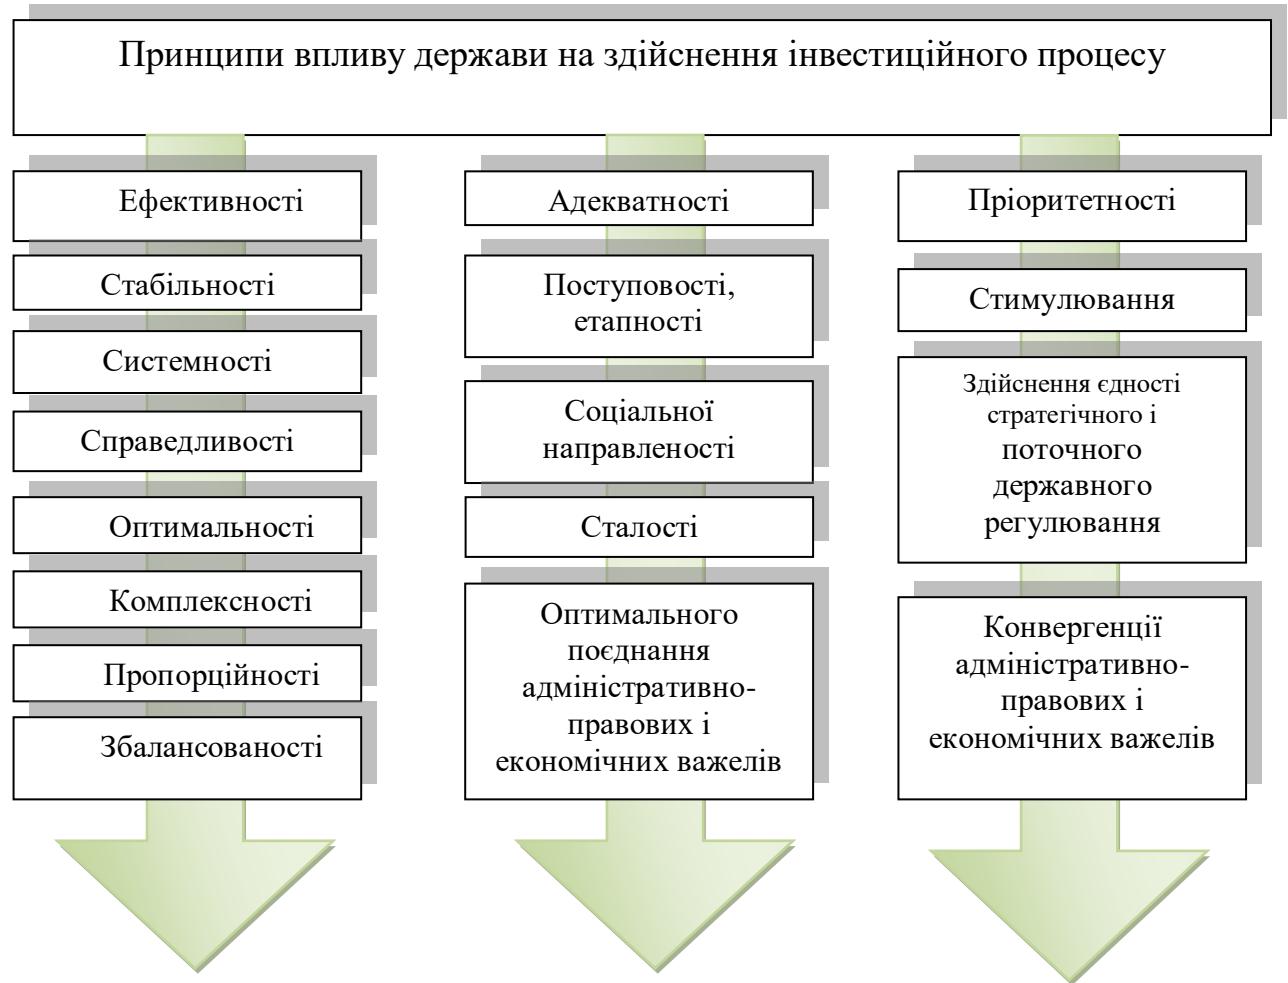 Принципи впливу держави на здійснення інвестиційного процесу
Ефективності
Стабільності
Системності
Справедливості
Оптимальності
Комплексності
Пропорційності
Збалансованості
Адекватності
Поступовості,
етапності
Соціальної
направленості
Сталості
Оптимального
поєднання
адміністративно-
правових і
економічних важелів
Пріоритетності
Стимулювання
Здійснення єдності
стратегічного і
поточного
державного
регулювання
Конвергенції
адміністративно-
правових і
економічних важелів